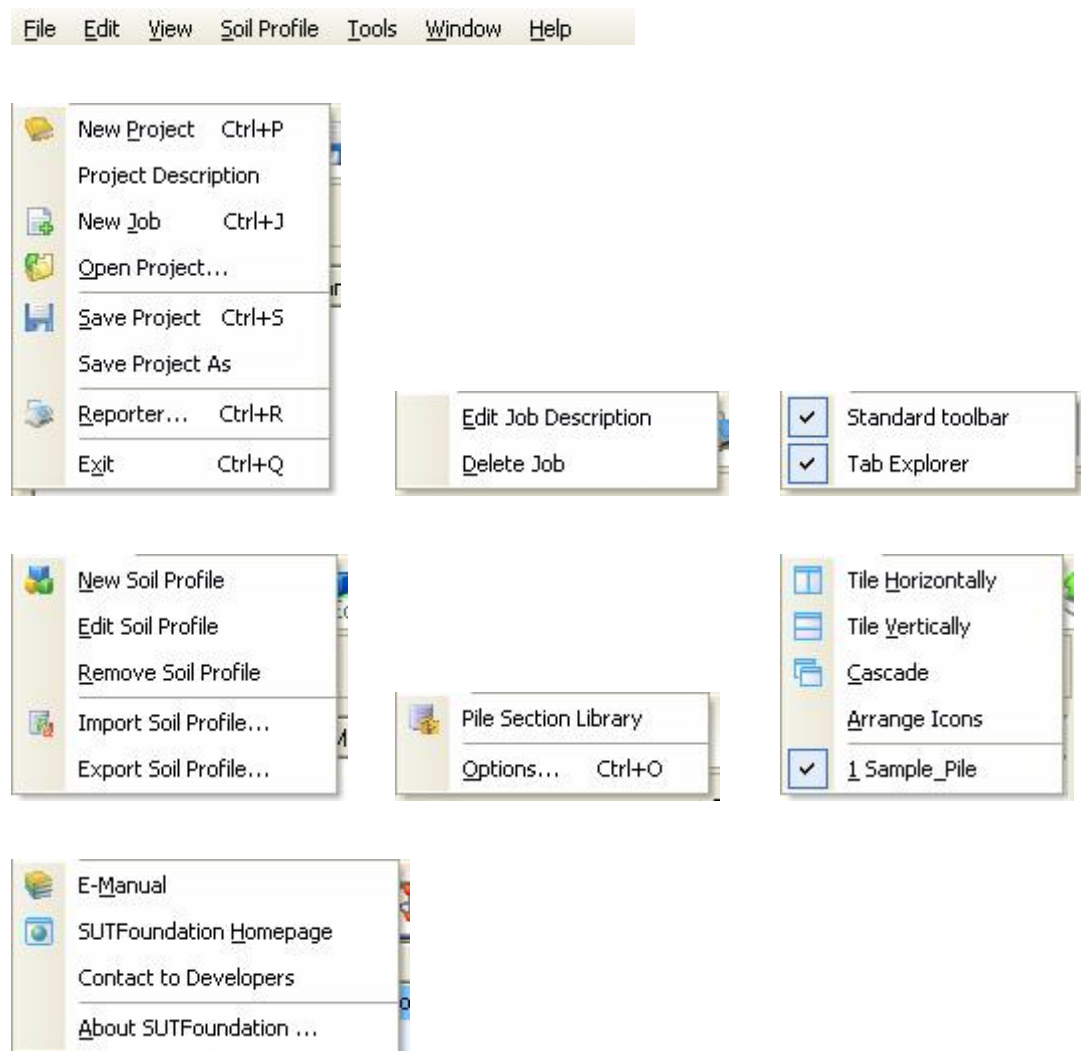 File Edit View Soil Profile Tools Window Help
New Project Ctrl+P
Project Description
New Job Ctrl+J
Open Project...
Save Project Ctrl+S
Save Project As
Reporter... Ctrl+R
Exit Ctrl+Q
Edit Job Description
Delete Job
Standard toolbar
Tab Explorer
New Soil Profile
Edit Soil Profile
Remove Soil Profile
Import Soil Profile...
Export Soil Profile...
Pile Section Library
Options... Ctrl+O
Tile Horizontally
Tile Vertically
Cascade
Arrange Icons
1 Sample_Pile
E-Manual
SUTFoundation Homepage
Contact to Developers
About SUTFoundation ...